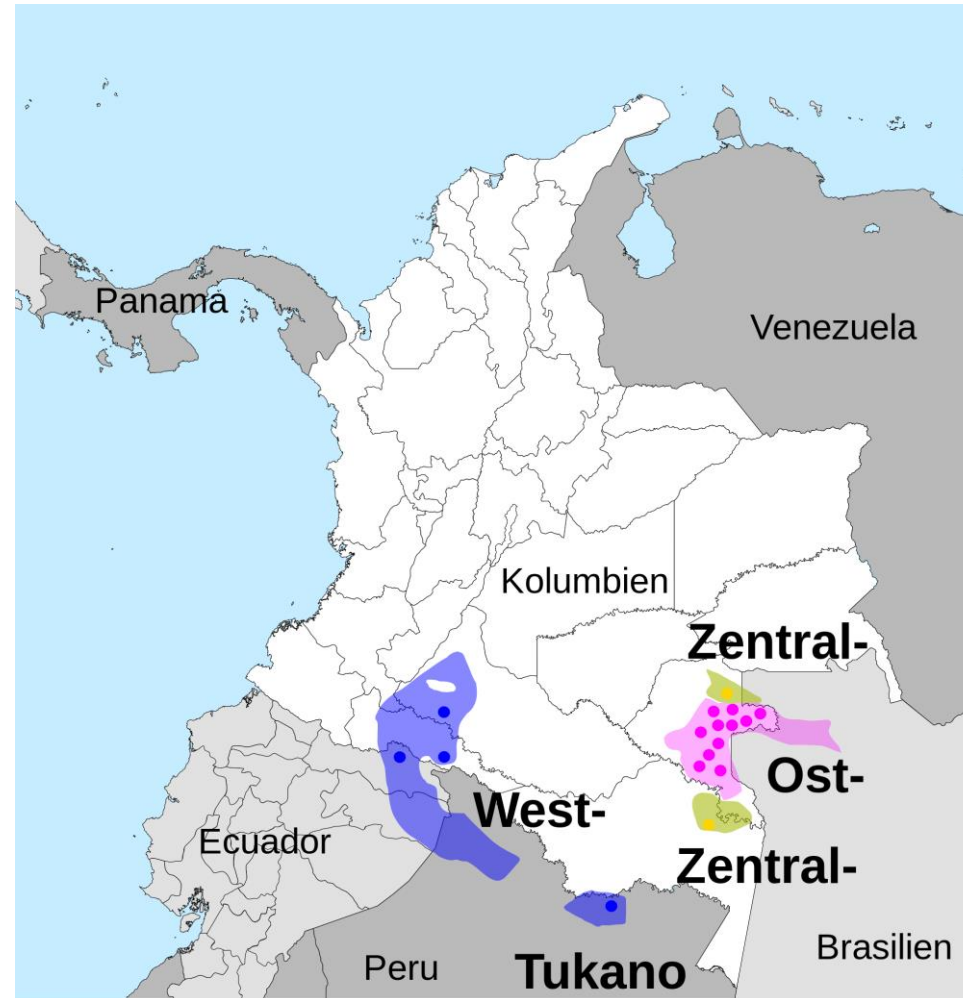 Panama
Venezuela
Kolumbien
Zentral-
Ost-
West-
Ecuador
Zentral-
Brasilien
Peru
Tukano